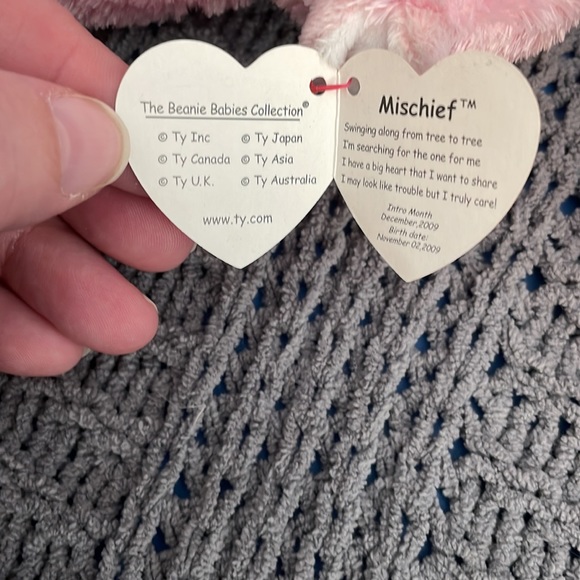 The Beanie Babies Collection®
© Ty Inc © Ty Japan
© Ty Canada © Ty Asia
© Ty U.K. © Ty Australia
www.ty.com
Mischief™
Swinging along from tree to tree
I'm searching for the one for me
I have a big heart that I want to share
I may look like trouble but I truly care!
Intro Month
December,2009
Birth date:
November 02,2009